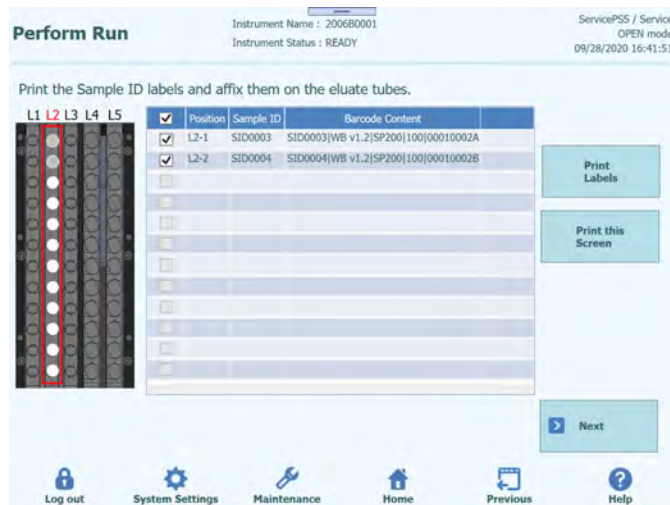 Perform Run
Instrument Name : 2006B0001
Instrument Status : READY
ServicePSS / Service
OPEN mode
09/28/2020 16:41:51
Print the Sample ID labels and affix them on the eluate tubes.
L1 L2 L3 L4 L5
Position Sample ID Barcode Content
L2-1 SID0003 SID0003|WB v1.2|SP200|100|00010002A
L2-2 SID0004 SID0004|WB v1.2|SP200|100|00010002B
Print
Labels
Print this
Screen
Next
Log out System Settings Maintenance Home Previous Help